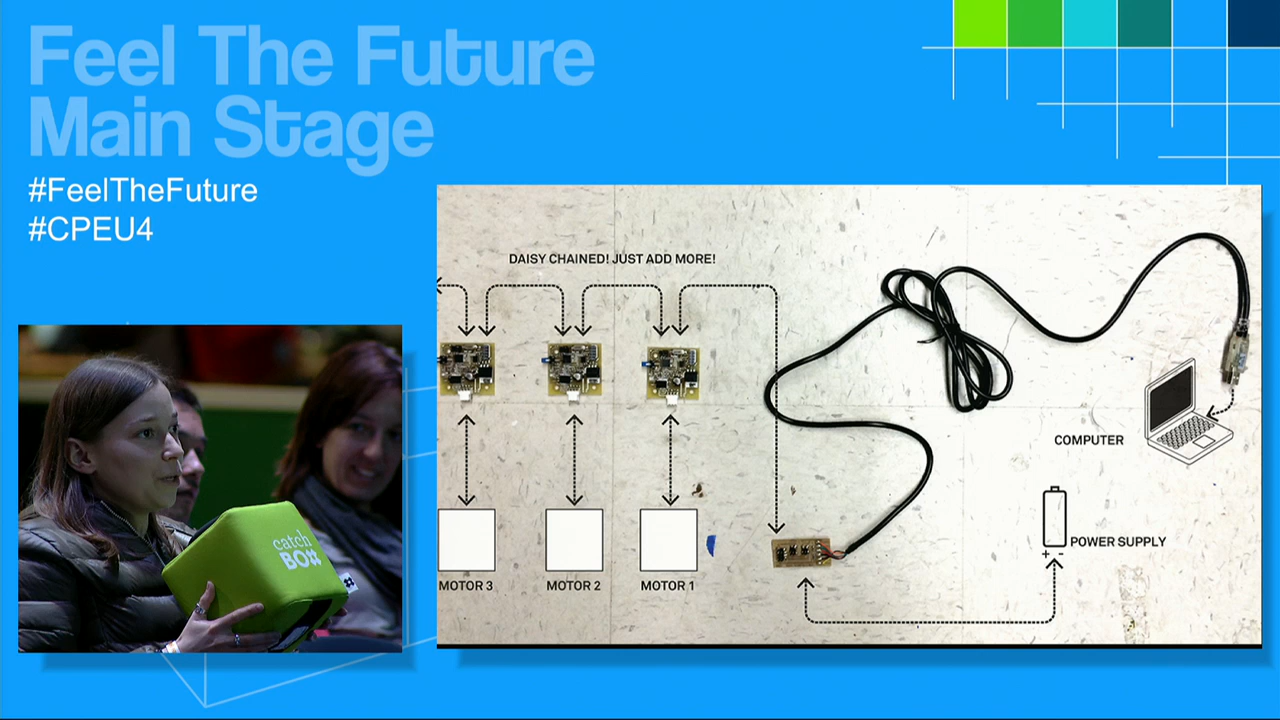 Feel The Future
Main Stage
#FeelTheFuture
#CPEU4
DAISY CHAINED! JUST ADD MORE!
COMPUTER
POWER SUPPLY
+ -
MOTOR 3
MOTOR 2
MOTOR 1
catch
BOX